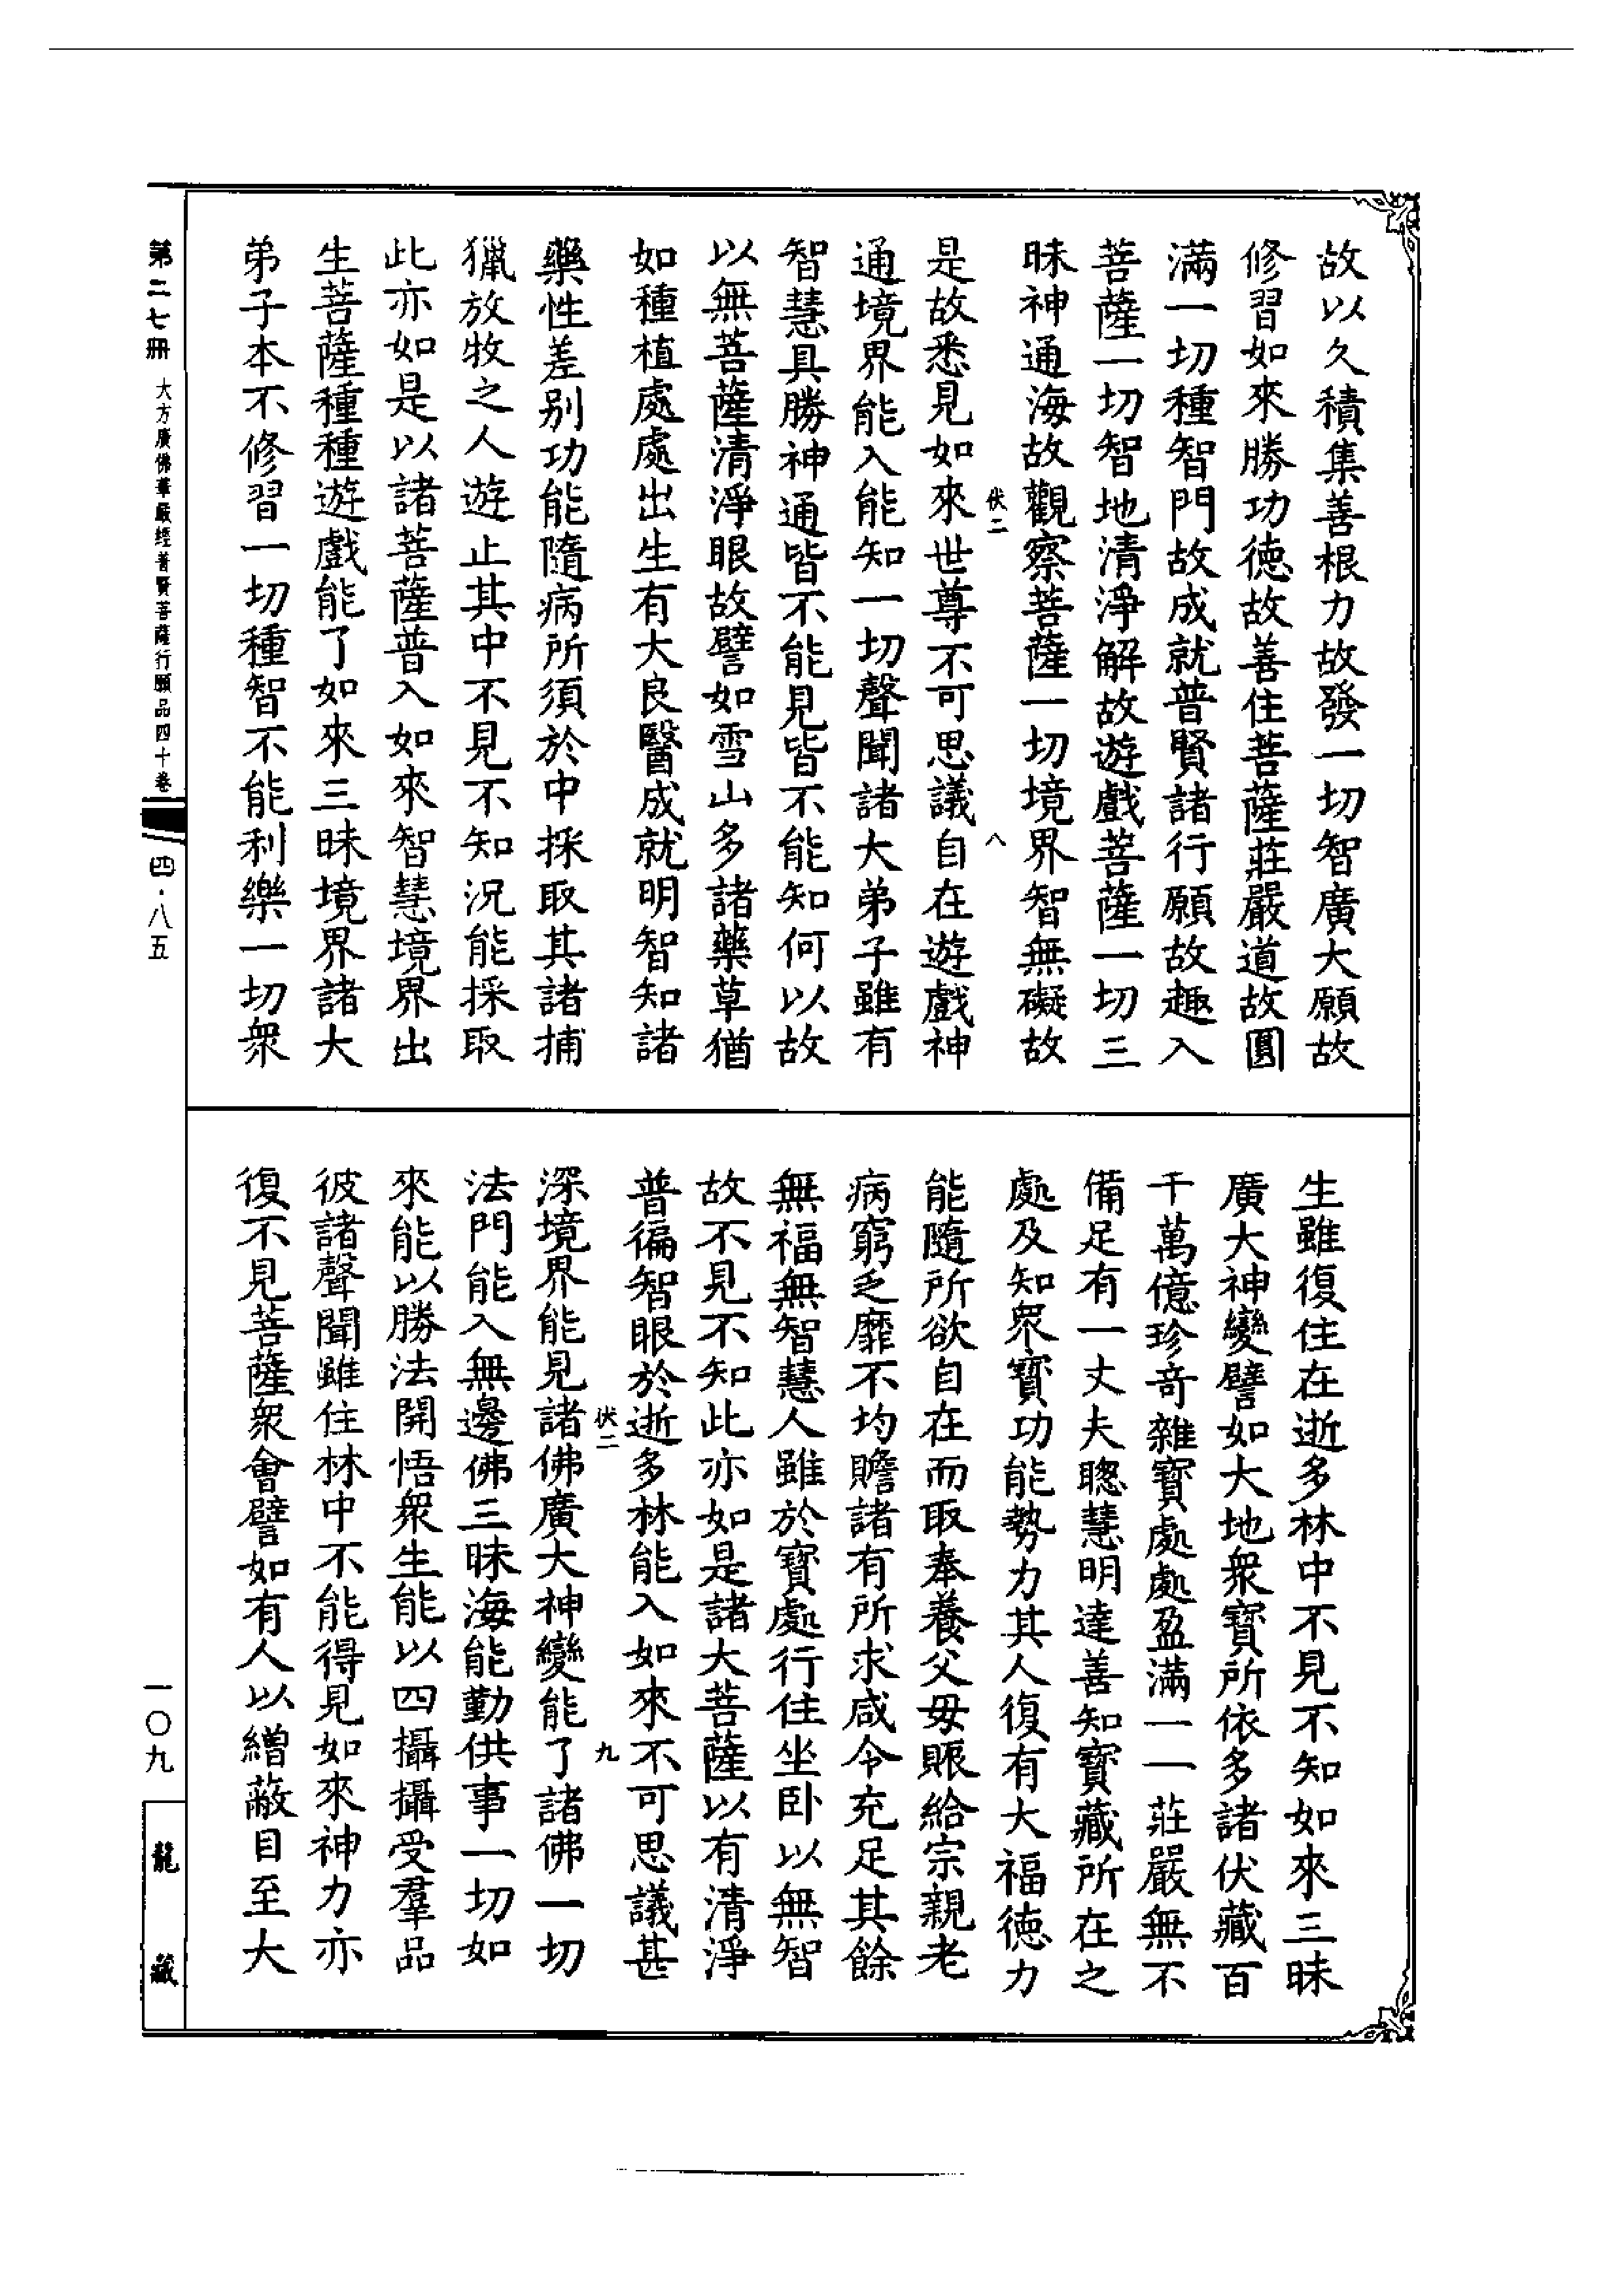 故以久積集善根力故發一切智廣大願故
修習如來勝功德故善住菩薩莊嚴道故圓
滿一切種智門故成就普賢諸行願故趣入
菩薩一切智地清淨解故遊戲菩薩一切三
昧神通海故觀察菩薩一切境界智無礙故
伏二
八
是故悉見如來世尊不可思議自在遊戲神
通境界能入能知一切聲聞諸大弟子雖有
智慧具勝神通皆不能見皆不能知何以故
以無菩薩清淨眼故譬如雪山多諸藥草猶
如種植處處出生有大良醫成就明智知諸
藥性差别功能隨病所須於中採取其諸捕
獵放牧之人遊止其中不見不知況能採取
此亦如是以諸菩薩普入如來智慧境界出
生菩薩種種遊戲能了如來三昧境界諸大
弟子本不修習一切種智不能利樂一切衆
生雖復住在逝多林中不見不知如來三昧
廣大神變譬如大地衆寶所依多諸伏藏百
千萬億珍奇雜寶處處盈滿一一莊嚴無不
備足有一丈夫聰慧明達善知寶藏所在之
處及知衆寶功能勢力其人復有大福德力
能隨所欲自在而取奉養父母賑給宗親老
病窮乏靡不均贍諸有所求咸令充足其餘
無福無智慧人雖於寶處行住坐卧以無智
故不見不知此亦如是諸大菩薩以有清淨
普徧智眼於逝多林能入如來不可思議甚
伏二
九
深境界能見諸佛廣大神變能了諸佛一切
法門能入無邊佛三昧海能勤供事一切如
來能以勝法開悟衆生能以四攝攝受羣品
彼諸聲聞雖住林中不能得見如來神力亦
復不見菩薩衆會譬如有人以繒蔽目至大
第二七冊
大方廣佛華嚴經普賢菩薩行願品四十卷
四·八五
一〇九
龍藏